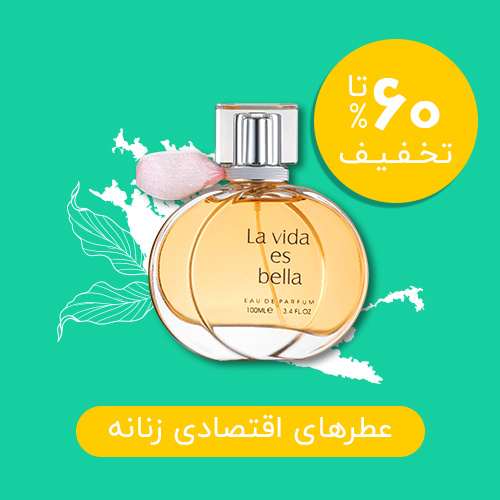 تا ۶۰%
تخفیف
La vida
es
bella
EAU DE PARFUM
100ML℮ 3.4 FL.OZ
عطرهای اقتصادی زنانه